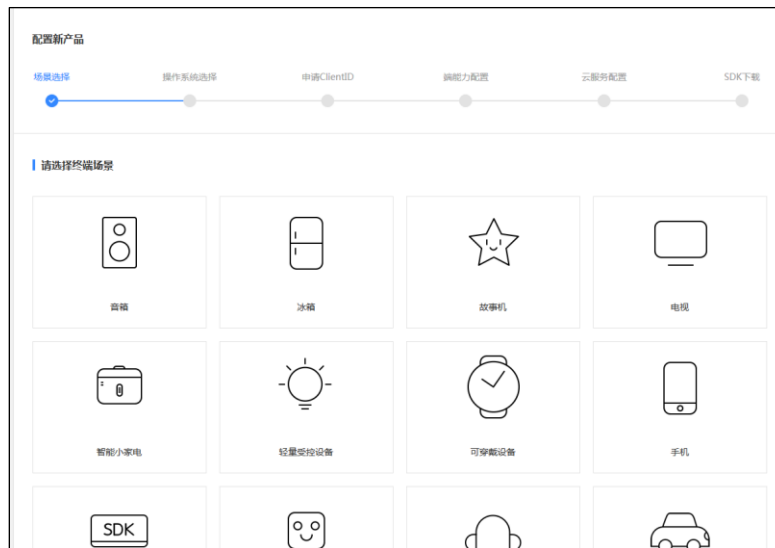 配置新产品
场景选择 操作系统选择 申请ClientID 端能力配置 云服务配置 SDK下载
请选择终端场景
音箱 冰箱 故事机 电视
智能小家电 轻量受控设备 可穿戴设备 手机
SDK